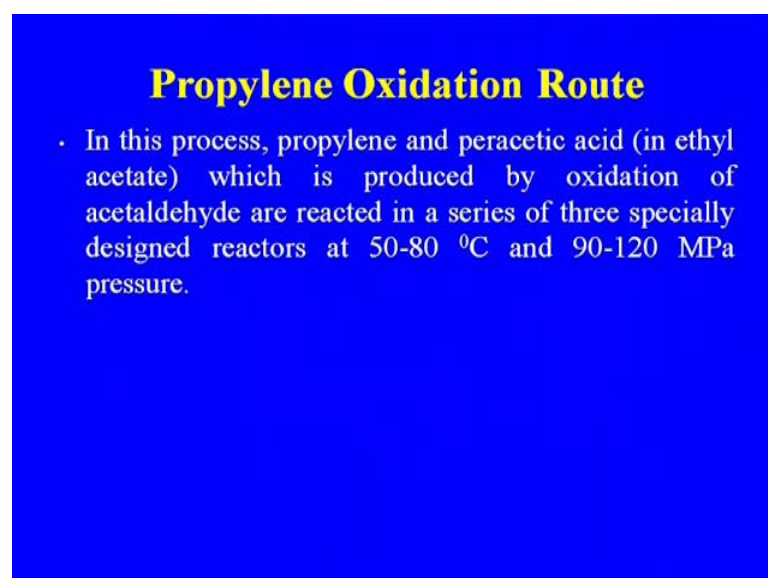 Propylene Oxidation Route
• In this process, propylene and peracetic acid (in ethyl
acetate) which is produced by oxidation of
acetaldehyde are reacted in a series of three specially
designed reactors at 50-80 ⁰C and 90-120 MPa
pressure.